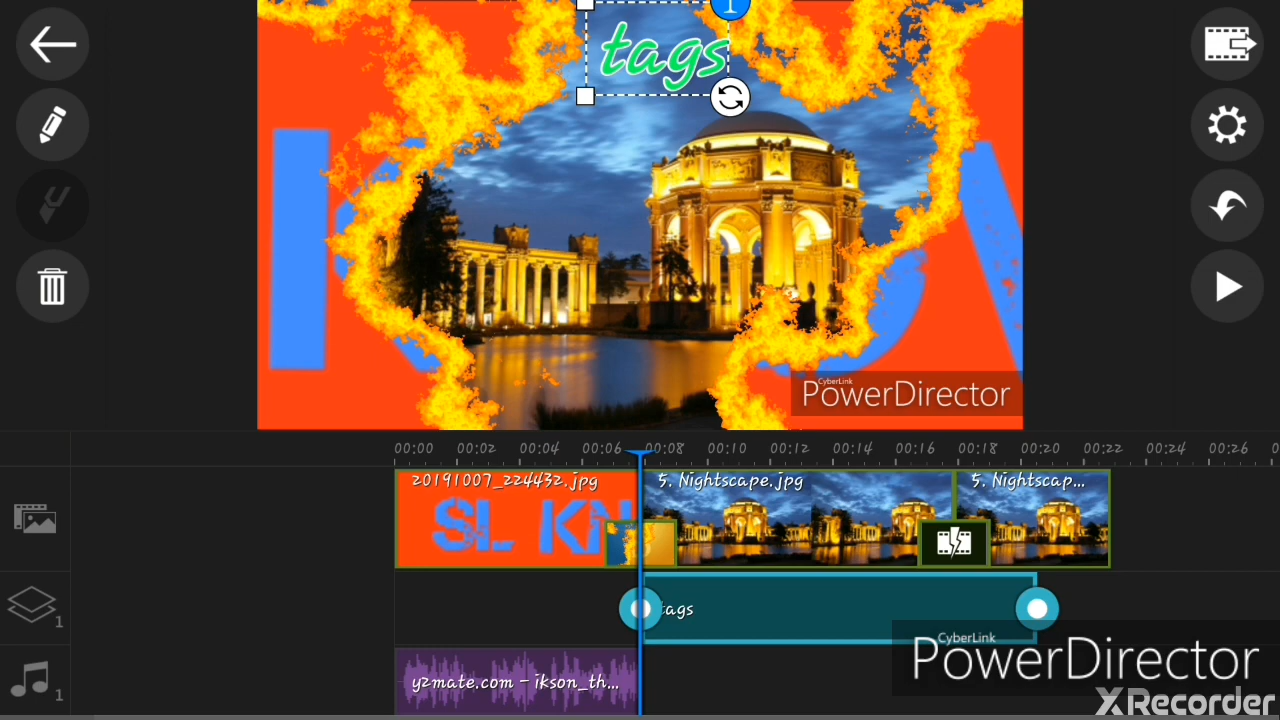 tags
CyberLink
PowerDirector
00:00 00:02 00:04 00:06 00:08 00:10 00:12 00:14 00:16 00:18 00:20 00:22 00:24 00:26
20191007_224432.jpg
5. Nightscape.jpg
5. Nightscap...
SL KN
tags
1
CyberLink
PowerDirector
y2mate.com - ikson_th...
1
XRecorder